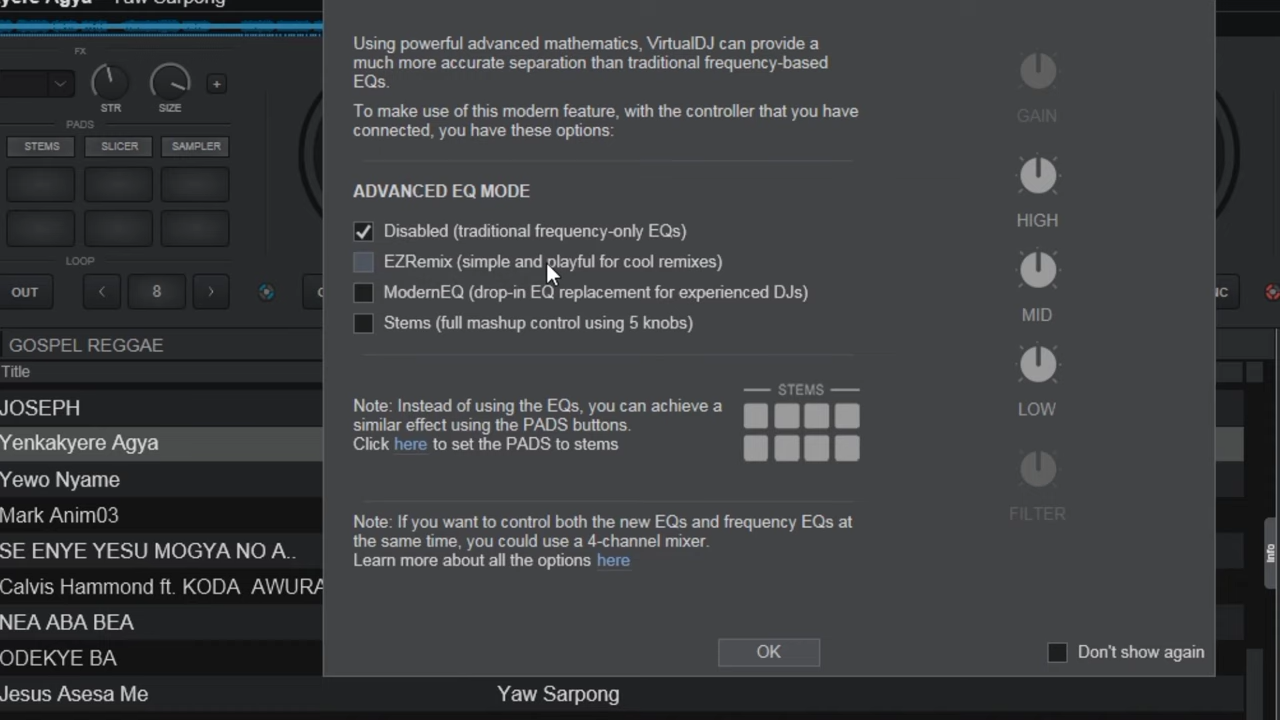 Yaw Sarpong
FX
STR
SIZE
+
PADS
STEMS
SLICER
SAMPLER
LOOP
OUT
8
GOSPEL REGGAE
Title
JOSEPH
Yenkakyere Agya
Yewo Nyame
Mark Anim03
SE ENYE YESU MOGYA NO A..
Calvis Hammond ft. KODA AWURA
NEA ABA BEA
ODEKYE BA
Jesus Asesa Me
Yaw Sarpong
Using powerful advanced mathematics, VirtualDJ can provide a
much more accurate separation than traditional frequency-based
EQs.
To make use of this modern feature, with the controller that you have
connected, you have these options:
ADVANCED EQ MODE
Disabled (traditional frequency-only EQs)
EZRemix (simple and playful for cool remixes)
ModernEQ (drop-in EQ replacement for experienced DJs)
Stems (full mashup control using 5 knobs)
Note: Instead of using the EQs, you can achieve a
similar effect using the PADS buttons.
Click here to set the PADS to stems
STEMS
Note: If you want to control both the new EQs and frequency EQs at
the same time, you could use a 4-channel mixer.
Learn more about all the options here
OK
Don't show again
GAIN
HIGH
MID
LOW
FILTER
Info